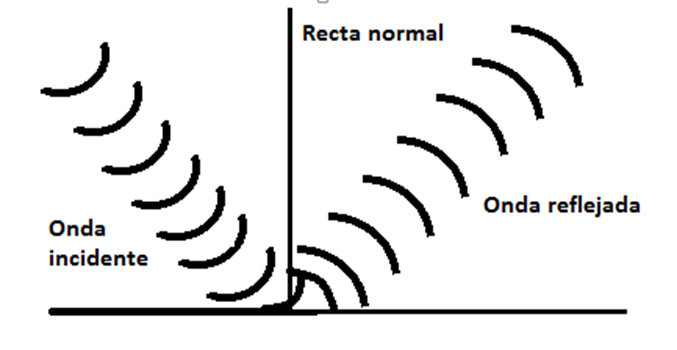 Recta normal
Onda reflejada
Onda
incidente